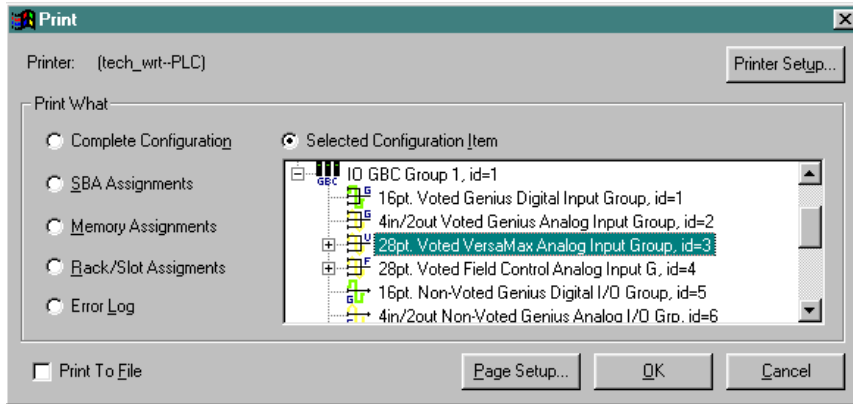 Print
Printer: (tech_wrt--PLC)
Printer Setup...
Print What
Complete Configuration
SBA Assignments
Memory Assignments
Rack/Slot Assigments
Error Log
Selected Configuration Item
GBC IO GBC Group 1, id=1
G 16pt. Voted Genius Digital Input Group, id=1
G 4in/2out Voted Genius Analog Input Group, id=2
U 28pt. Voted VersaMax Analog Input Group, id=3
F 28pt. Voted Field Control Analog Input G, id=4
G 16pt. Non-Voted Genius Digital I/O Group, id=5
4in/2out Non-Voted Genius Analog I/O Grp, id=6
Print To File
Page Setup...
OK
Cancel